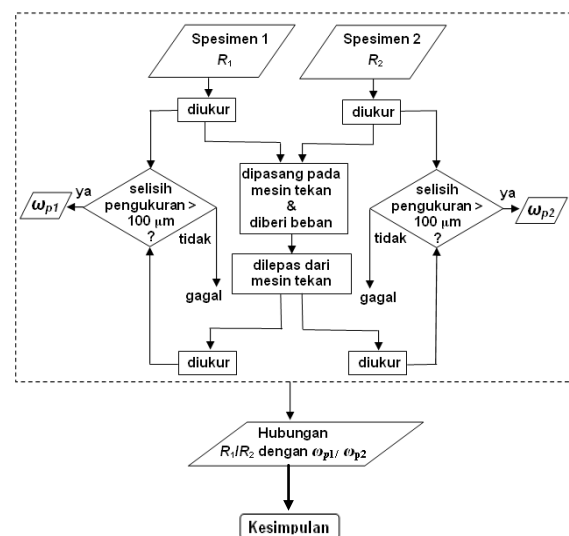 Spesimen 1
R₁
Spesimen 2
R₂
diukur
diukur
dipasang pada
mesin tekan
&
diberi beban
selisih
pengukuran >
100 μm
?
ya
ωp1
tidak
gagal
selisih
pengukuran >
100 μm
?
ya
ωp2
tidak
gagal
dilepas dari
mesin tekan
diukur
diukur
Hubungan
R₁/R₂ dengan ωp1/ ωp2
Kesimpulan